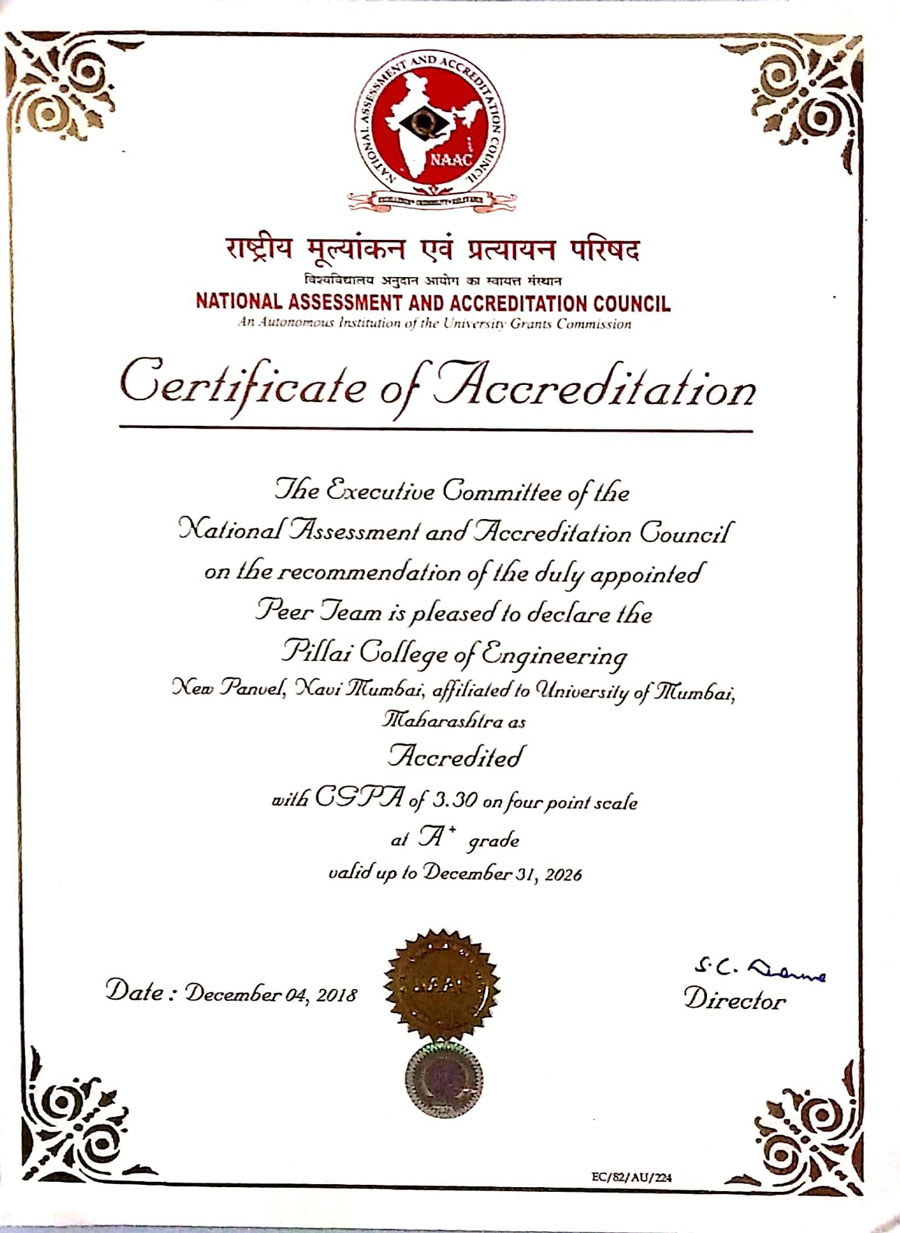 NATIONAL ASSESSMENT AND ACCREDITATION COUNCIL
NAAC
EXCELLENCE • CREDIBILITY • RELEVANCE
राष्ट्रीय मूल्यांकन एवं प्रत्यायन परिषद
विश्वविद्यालय अनुदान आयोग का स्वायत्त संस्थान
NATIONAL ASSESSMENT AND ACCREDITATION COUNCIL
An Autonomous Institution of the University Grants Commission
Certificate of Accreditation
The Executive Committee of the
National Assessment and Accreditation Council
on the recommendation of the duly appointed
Peer Team is pleased to declare the
Pillai College of Engineering
New Panvel, Navi Mumbai, affiliated to University of Mumbai,
Maharashtra as
Accredited
with CGPA of 3.30 on four point scale
at A+ grade
valid up to December 31, 2026
NAAC
S.C.
Date : December 04, 2018
Director
EC/82/AU/224